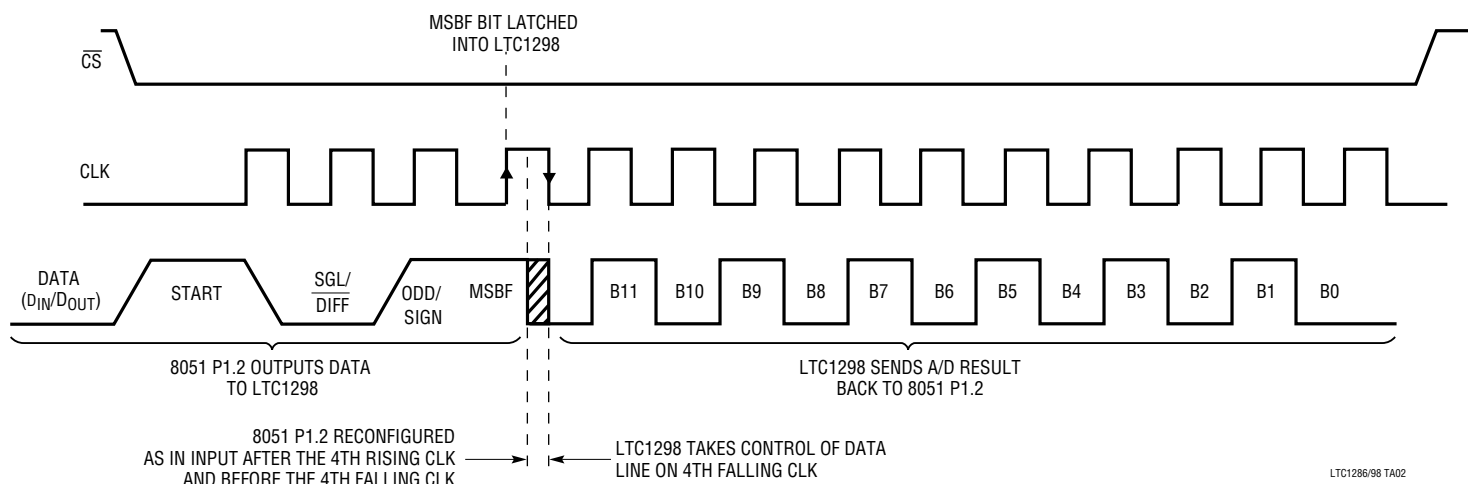 MSBF BIT LATCHED
INTO LTC1298
CS
CLK
DATA
(DIN/DOUT)
START
SGL/
DIFF
ODD/
SIGN
MSBF
B11 B10 B9 B8 B7 B6 B5 B4 B3 B2 B1 B0
8051 P1.2 OUTPUTS DATA
TO LTC1298
LTC1298 SENDS A/D RESULT
BACK TO 8051 P1.2
8051 P1.2 RECONFIGURED
AS IN INPUT AFTER THE 4TH RISING CLK
AND BEFORE THE 4TH FALLING CLK
LTC1298 TAKES CONTROL OF DATA
LINE ON 4TH FALLING CLK
LTC1286/98 TA02